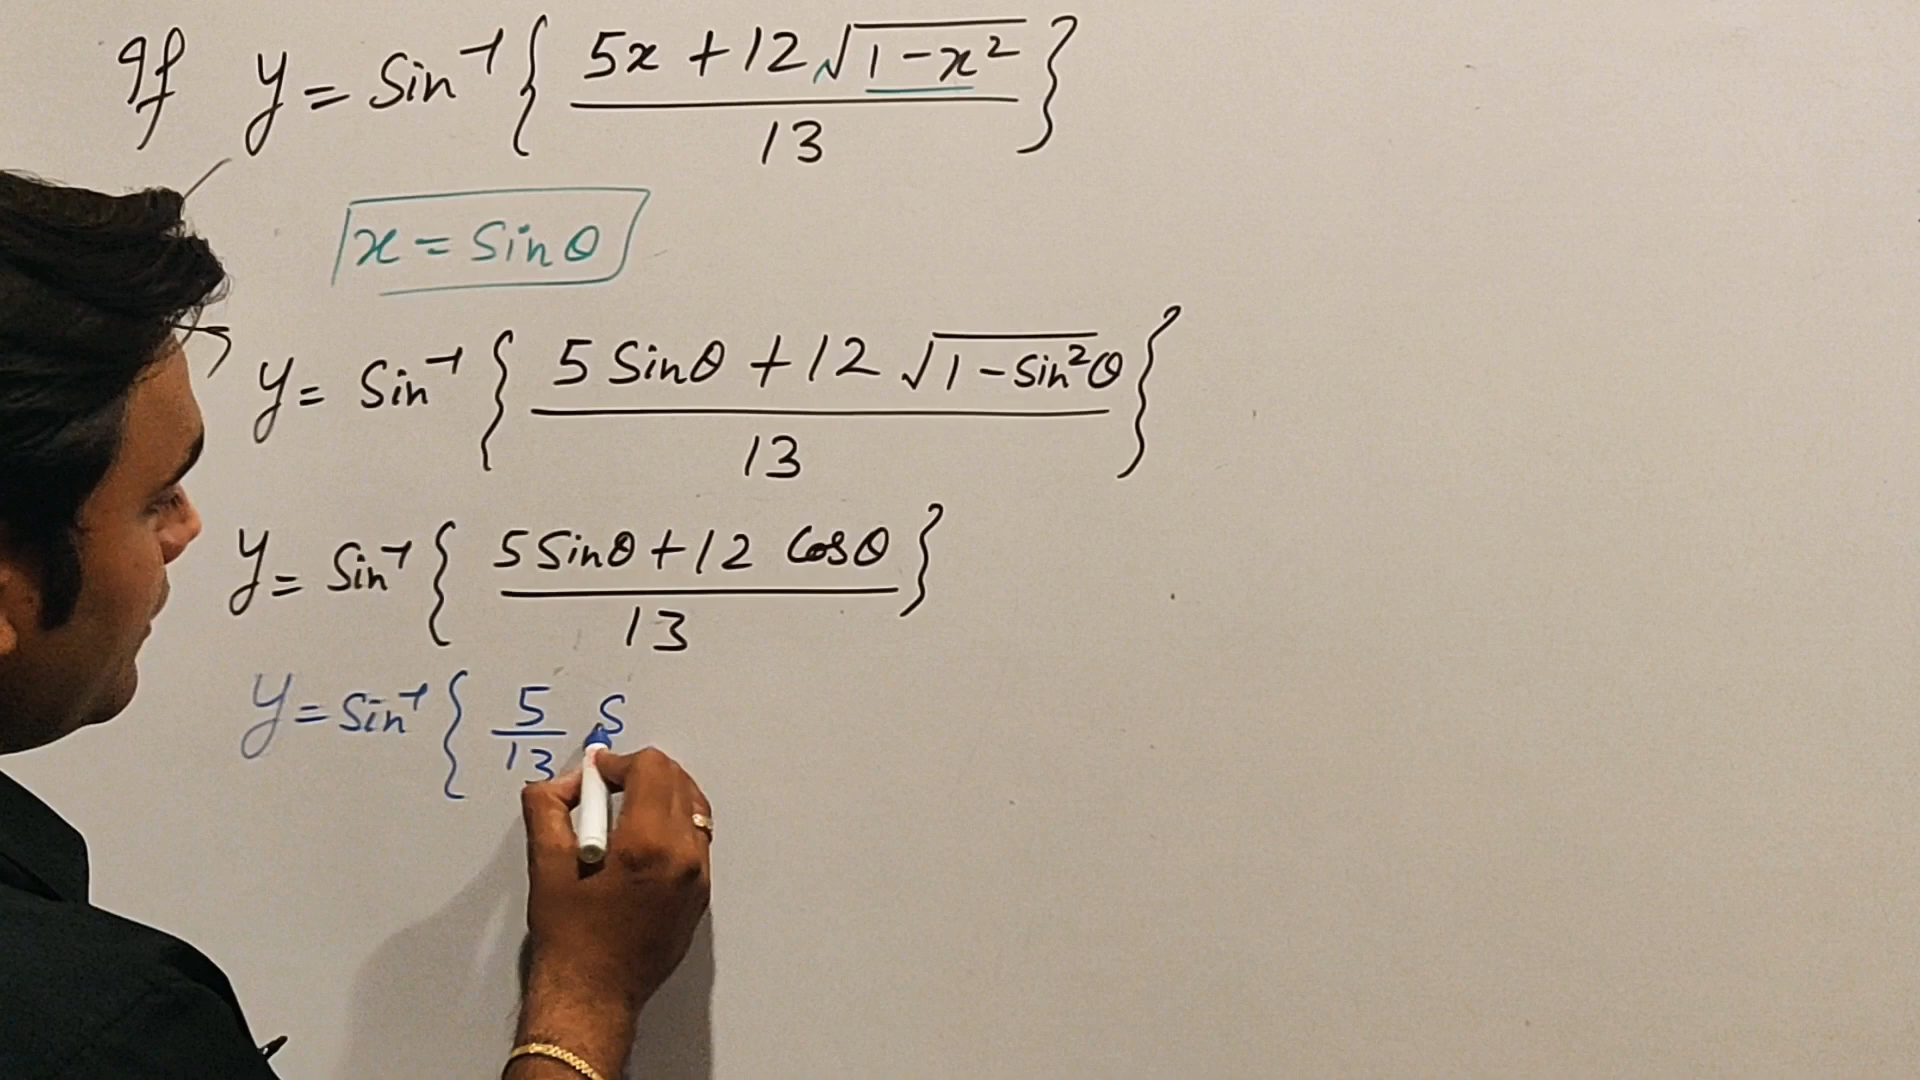 If y = Sin⁻¹ { 5x + 12 √1 - x² / 13 }
x = Sin θ
y = Sin⁻¹ { 5 Sin θ + 12 √1 - Sin² θ / 13 }
y = Sin⁻¹ { 5 Sin θ + 12 Cos θ / 13 }
y = Sin⁻¹ { 5 / 13 S